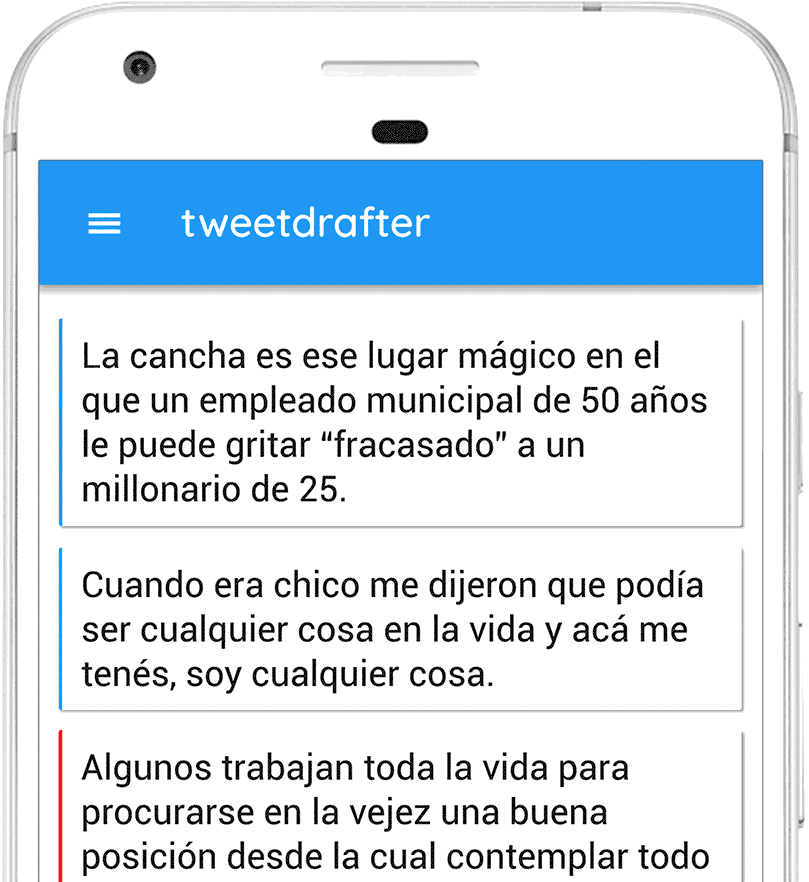 tweetdrafter
La cancha es ese lugar mágico en el
que un empleado municipal de 50 años
le puede gritar “fracasado” a un
millonario de 25.
Cuando era chico me dijeron que podía
ser cualquier cosa en la vida y acá me
tenés, soy cualquier cosa.
Algunos trabajan toda la vida para
procurarse en la vejez una buena
posición desde la cual contemplar todo